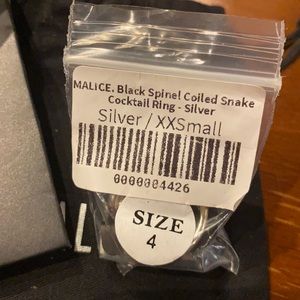 MALICE. Black Spinel Coiled Snake
Cocktail Ring - Silver
Silver / XXSmall
0000004426
SIZE
4